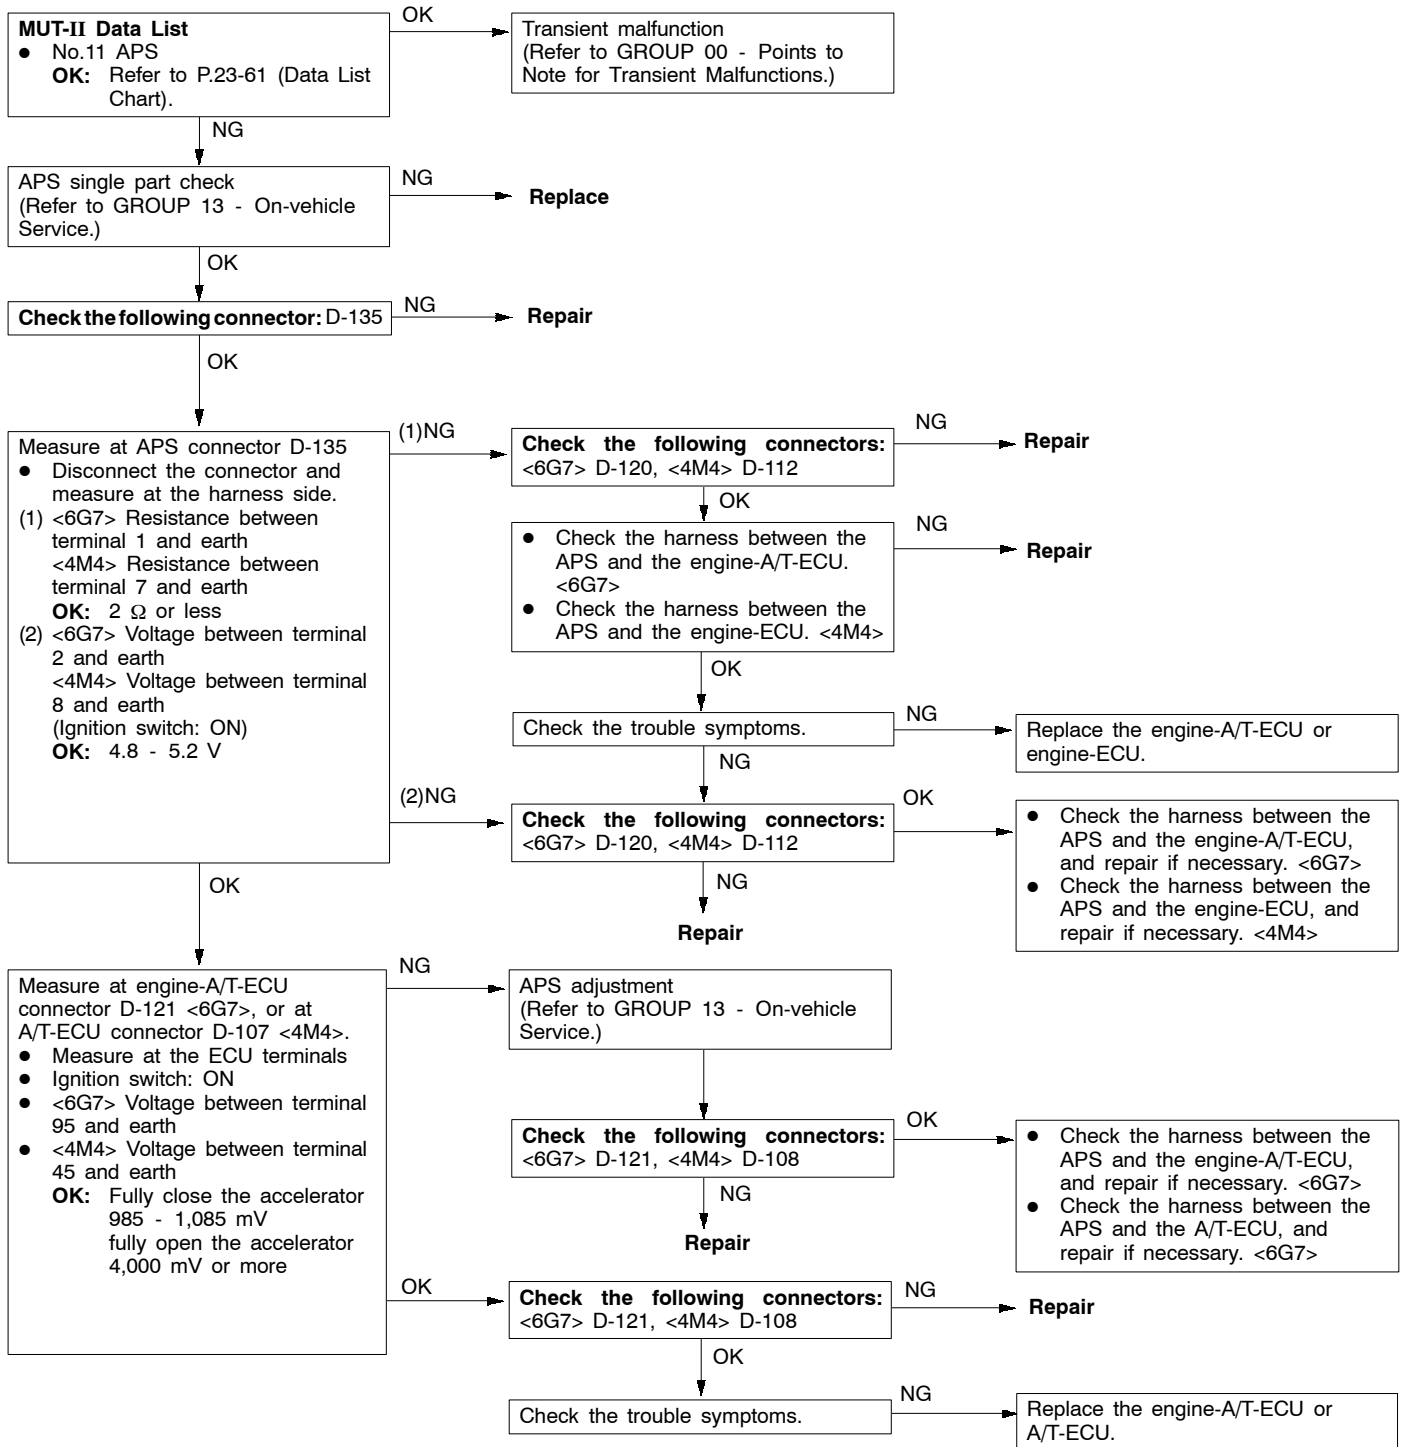 MUT-II Data List
● No.11 APS
OK: Refer to P.23-61 (Data List
Chart).
OK
Transient malfunction
(Refer to GROUP 00 - Points to
Note for Transient Malfunctions.)
NG
APS single part check
(Refer to GROUP 13 - On-vehicle
Service.)
NG
Replace
OK
Check the following connector: D-135
NG
Repair
OK
Measure at APS connector D-135
● Disconnect the connector and
measure at the harness side.
(1) <6G7> Resistance between
terminal 1 and earth
<4M4> Resistance between
terminal 7 and earth
OK: 2 Ω or less
(2) <6G7> Voltage between terminal
2 and earth
<4M4> Voltage between terminal
8 and earth
(Ignition switch: ON)
OK: 4.8 - 5.2 V
(1)NG
Check the following connectors:
<6G7> D-120, <4M4> D-112
NG
Repair
OK
● Check the harness between the
APS and the engine-A/T-ECU.
<6G7>
● Check the harness between the
APS and the engine-ECU. <4M4>
NG
Repair
OK
Check the trouble symptoms.
NG
Replace the engine-A/T-ECU or
engine-ECU.
NG
(2)NG
Check the following connectors:
<6G7> D-120, <4M4> D-112
OK
● Check the harness between the
APS and the engine-A/T-ECU,
and repair if necessary. <6G7>
● Check the harness between the
APS and the engine-ECU, and
repair if necessary. <4M4>
NG
Repair
OK
Measure at engine-A/T-ECU
connector D-121 <6G7>, or at
A/T-ECU connector D-107 <4M4>.
● Measure at the ECU terminals
● Ignition switch: ON
● <6G7> Voltage between terminal
95 and earth
● <4M4> Voltage between terminal
45 and earth
OK: Fully close the accelerator
985 - 1,085 mV
fully open the accelerator
4,000 mV or more
NG
APS adjustment
(Refer to GROUP 13 - On-vehicle
Service.)
Check the following connectors:
<6G7> D-121, <4M4> D-108
OK
● Check the harness between the
APS and the engine-A/T-ECU,
and repair if necessary. <6G7>
● Check the harness between the
APS and the A/T-ECU, and
repair if necessary. <6G7>
NG
Repair
OK
Check the following connectors:
<6G7> D-121, <4M4> D-108
NG
Repair
OK
Check the trouble symptoms.
NG
Replace the engine-A/T-ECU or
A/T-ECU.